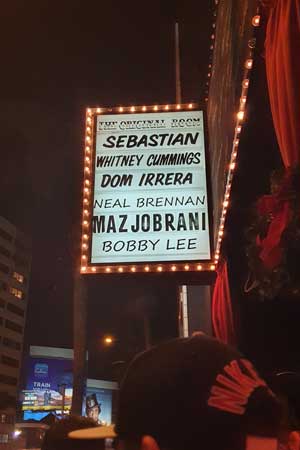 THE ORIGINAL ROOM
SEBASTIAN
WHITNEY CUMMINGS
DOM IRRERA
NEAL BRENNAN
MAZ JOBRANI
BOBBY LEE
TRAIN